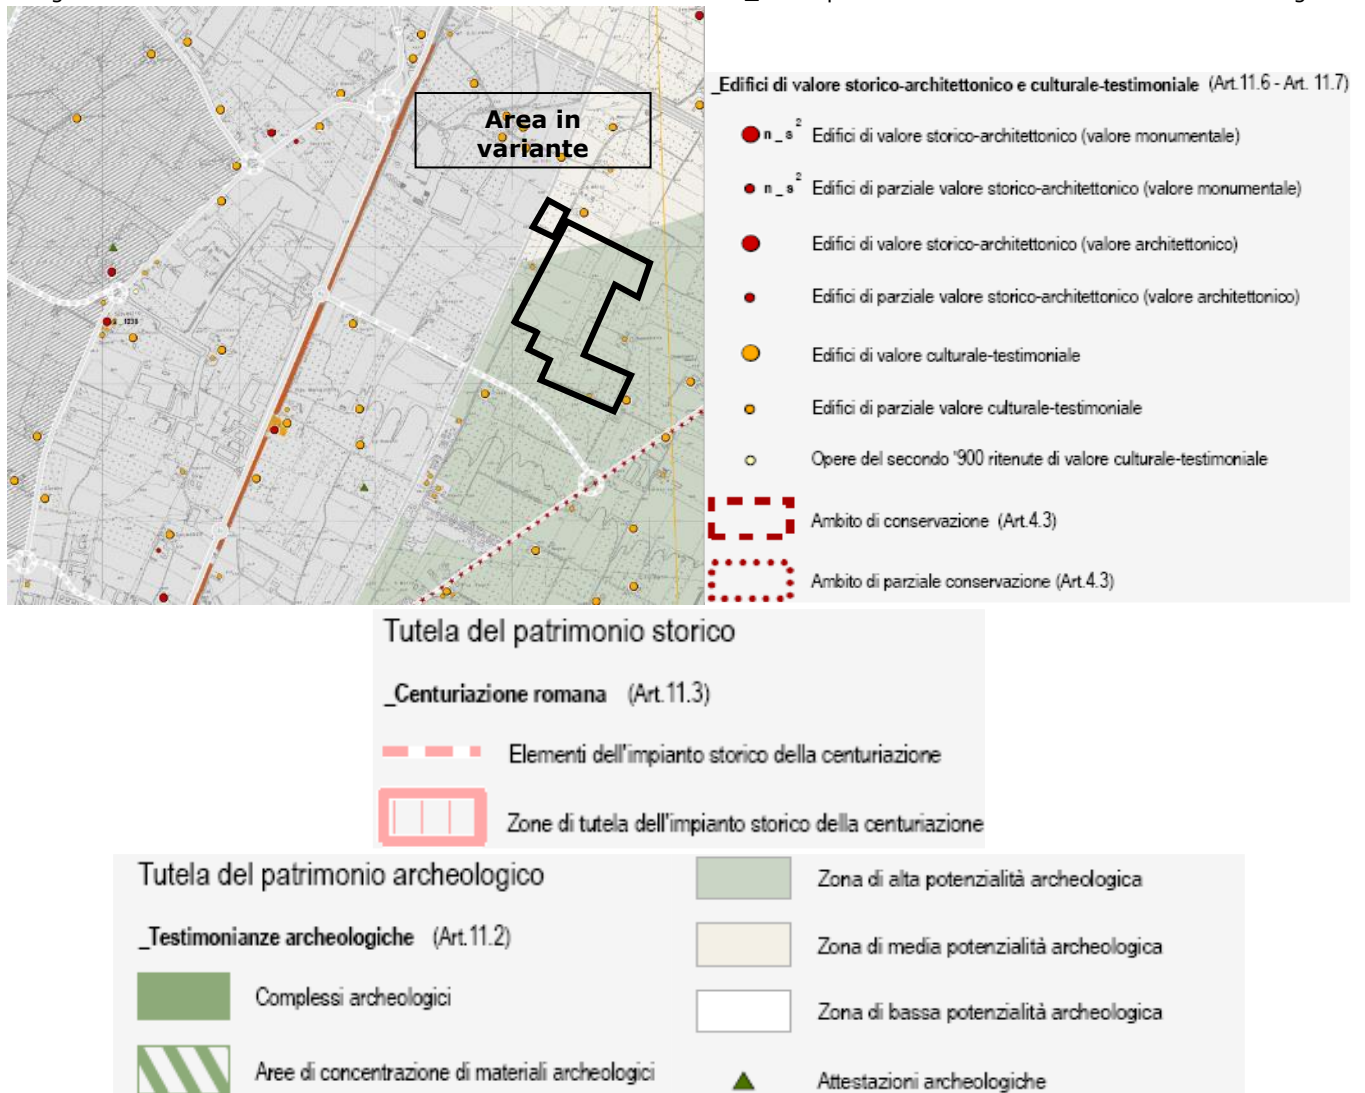 Area in
variante
1238
_Edifici di valore storico-architettonico e culturale-testimoniale (Art.11.6 - Art. 11.7)
n_s² Edifici di valore storico-architettonico (valore monumentale)
n_s² Edifici di parziale valore storico-architettonico (valore monumentale)
Edifici di valore storico-architettonico (valore architettonico)
Edifici di parziale valore storico-architettonico (valore architettonico)
Edifici di valore culturale-testimoniale
Edifici di parziale valore culturale-testimoniale
Opere del secondo '900 ritenute di valore culturale-testimoniale
Ambito di conservazione (Art.4.3)
Ambito di parziale conservazione (Art.4.3)
Tutela del patrimonio storico
_Centuriazione romana (Art.11.3)
Elementi dell'impianto storico della centuriazione
Zone di tutela dell'impianto storico della centuriazione
Tutela del patrimonio archeologico
_Testimonianze archeologiche (Art.11.2)
Complessi archeologici
Aree di concentrazione di materiali archeologici
Zona di alta potenzialità archeologica
Zona di media potenzialità archeologica
Zona di bassa potenzialità archeologica
Attestazioni archeologiche